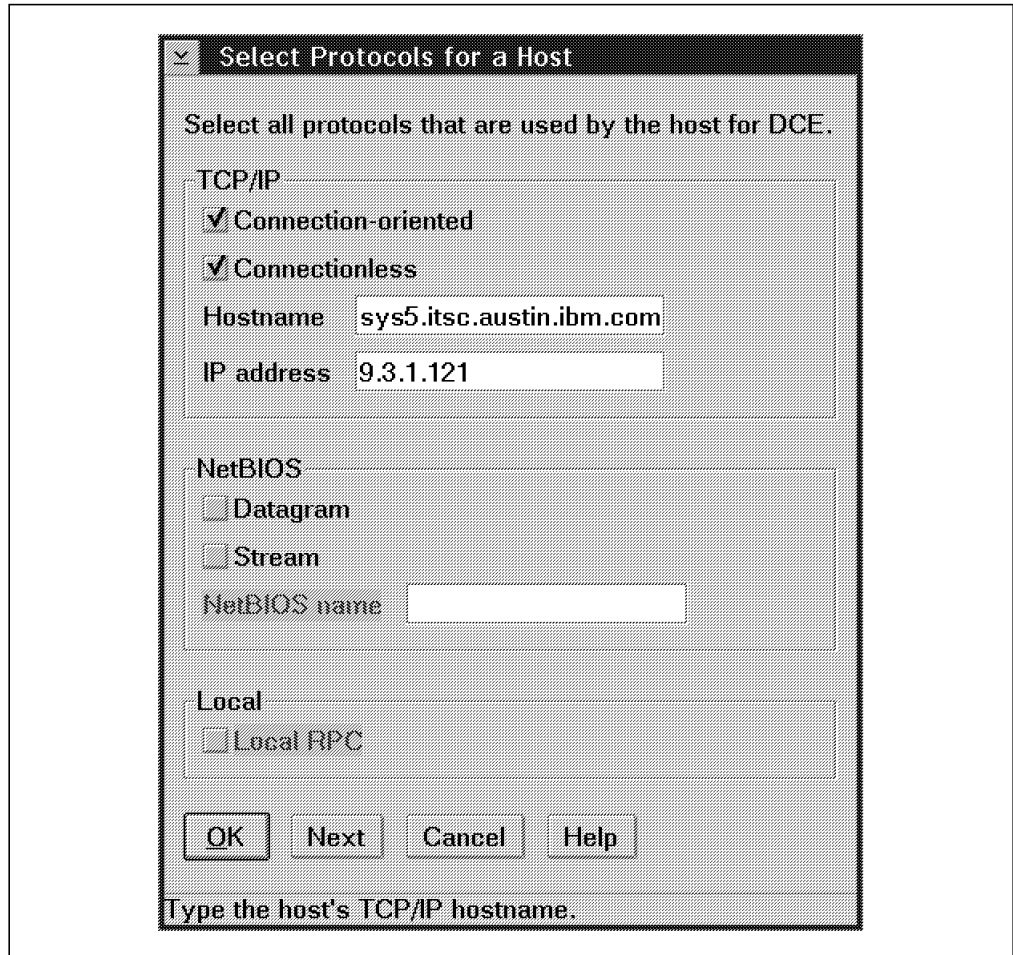 Select Protocols for a Host
Select all protocols that are used by the host for DCE.
TCP/IP
Connection-oriented
Connectionless
Hostname sys5.itsc.austin.ibm.com
IP address 9.3.1.121
NetBIOS
Datagram
Stream
NetBIOS name
Local
Local RPC
OK Next Cancel Help
Type the host's TCP/IP hostname.